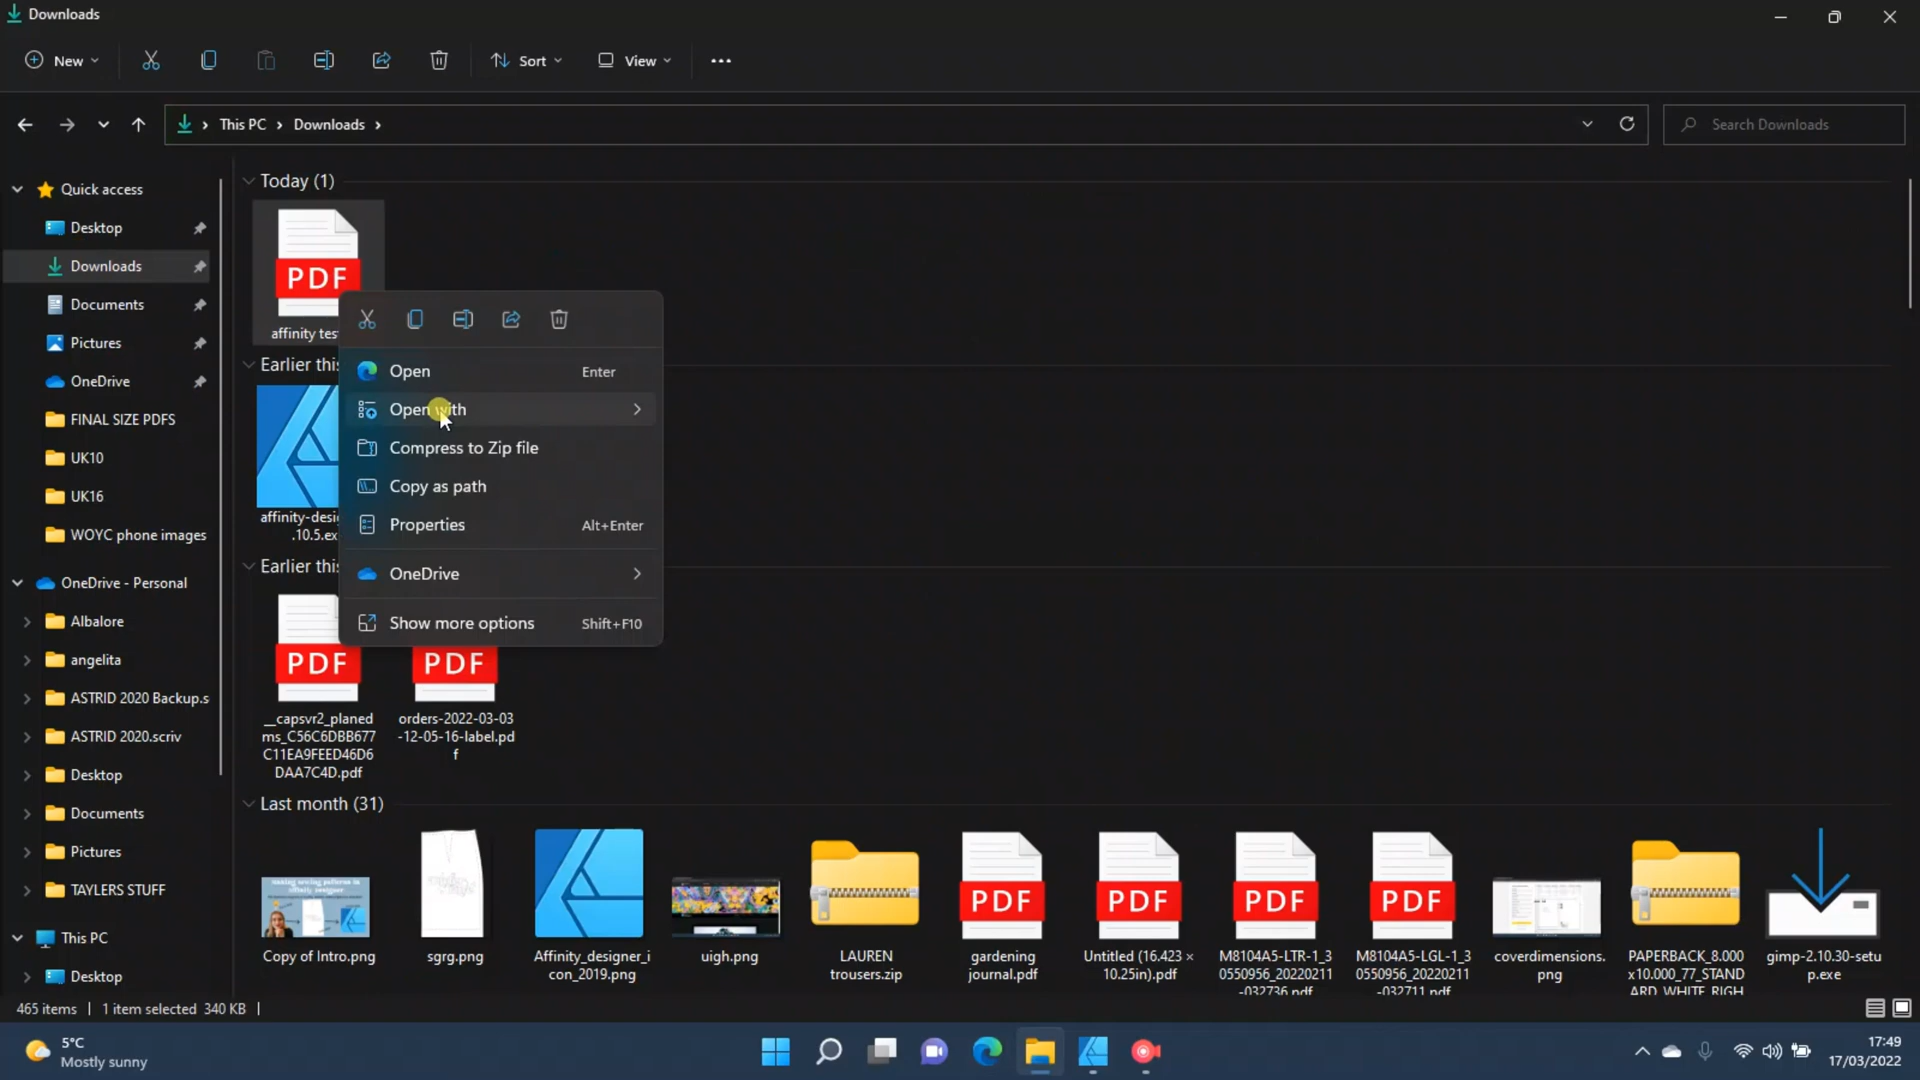 Downloads
New
Sort
View
This PC
Downloads
Search Downloads
Quick access
Desktop
Downloads
Documents
Pictures
OneDrive
FINAL SIZE PDFS
UK10
UK16
WOYC phone images
OneDrive - Personal
Albalore
angelita
ASTRID 2020 Backup.s
ASTRID 2020.scriv
Desktop
Documents
Pictures
TAYLERS STUFF
This PC
Desktop
Today (1)
PDF
affinity tes
Open Enter
Open with
Compress to Zip file
Copy as path
Properties Alt+Enter
OneDrive
Show more options Shift+F10
Earlier this
affinity-desi
.10.5.ex
Earlier this
PDF
__capsvr2_planed
ms_C56C6DBB677
C11EA9FEED46D6
DAA7C4D.pdf
PDF
orders-2022-03-03
-12-05-16-label.pd
f
Last month (31)
Copy of Intro.png
sgrg.png
Affinity_designer_i
con_2019.png
uigh.png
LAUREN
trousers.zip
PDF
gardening
journal.pdf
PDF
Untitled (16.423 ×
10.25in).pdf
PDF
M8104A5-LTR-1_3
0550956_20220211
-032736.pdf
PDF
M8104A5-LGL-1_3
0550956_20220211
-032711.pdf
coverdimensions.
png
PAPERBACK_8.000
x10.000_77_STAND
ARD_WHITE_RIGH
gimp-2.10.30-setu
p.exe
465 items
1 item selected 340 KB
5°C
Mostly sunny
17:49
17/03/2022